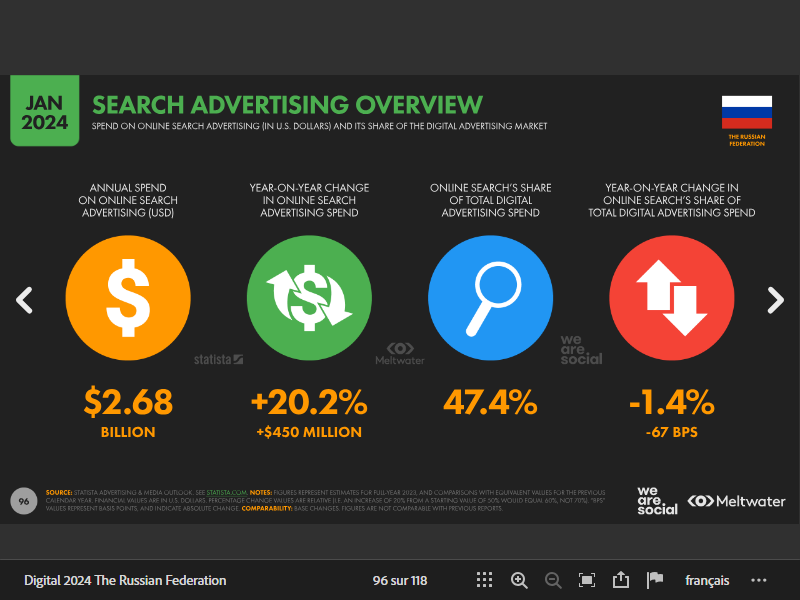 JAN
2024
SEARCH ADVERTISING OVERVIEW
SPEND ON ONLINE SEARCH ADVERTISING (IN U.S. DOLLARS) AND ITS SHARE OF THE DIGITAL ADVERTISING MARKET
THE RUSSIAN
FEDERATION
ANNUAL SPEND
ON ONLINE SEARCH
ADVERTISING (USD)
YEAR-ON-YEAR CHANGE
IN ONLINE SEARCH
ADVERTISING SPEND
ONLINE SEARCH'S SHARE
OF TOTAL DIGITAL
ADVERTISING SPEND
YEAR-ON-YEAR CHANGE IN
ONLINE SEARCH'S SHARE OF
TOTAL DIGITAL ADVERTISING SPEND
$
$
statista
Meltwater
we
are
social
$2.68
BILLION
+20.2%
+$450 MILLION
47.4%
-1.4%
-67 BPS
96
SOURCE: STATISTA ADVERTISING & MEDIA OUTLOOK. SEE STATISTA.COM. NOTES: FIGURES REPRESENT ESTIMATES FOR FULL-YEAR 2023, AND COMPARISONS WITH EQUIVALENT VALUES FOR THE PREVIOUS
CALENDAR YEAR. FINANCIAL VALUES ARE IN U.S. DOLLARS. PERCENTAGE CHANGE VALUES ARE RELATIVE (I.E. AN INCREASE OF 20% FROM A STARTING VALUE OF 50% WOULD EQUAL 60%, NOT 70%). "BPS"
VALUES REPRESENT BASIS POINTS, AND INDICATE ABSOLUTE CHANGE. COMPARABILITY: BASE CHANGES. FIGURES ARE NOT COMPARABLE WITH PREVIOUS REPORTS.
we
are
social
Meltwater
Digital 2024 The Russian Federation
96 sur 118
français